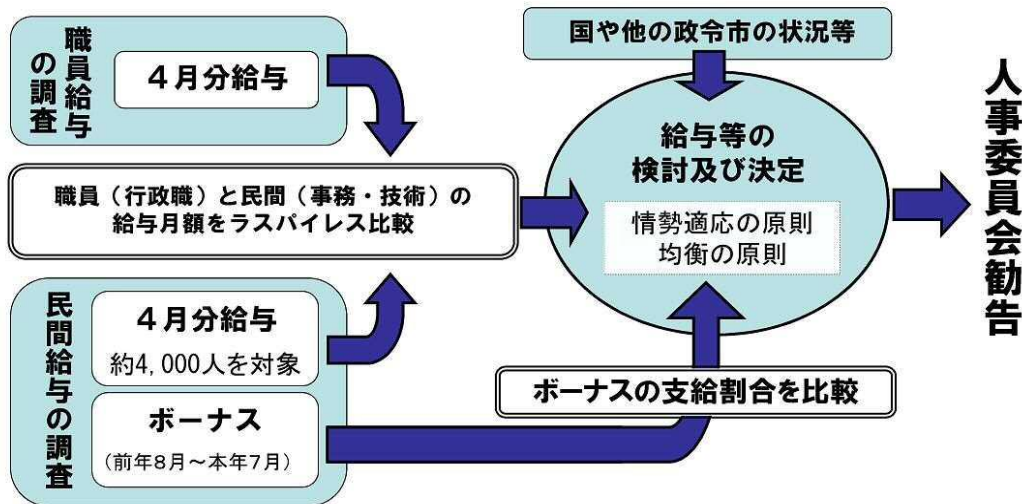 職員給与
の調査
4月分給与
国や他の政令市の状況等
職員（行政職）と民間（事務・技術）の
給与月額をラスパイレス比較
給与等の
検討及び決定
情勢適応の原則
均衡の原則
人事委員会勧告
民間給与の調査
4月分給与
約4,000人を対象
ボーナス
（前年8月～本年7月）
ボーナスの支給割合を比較